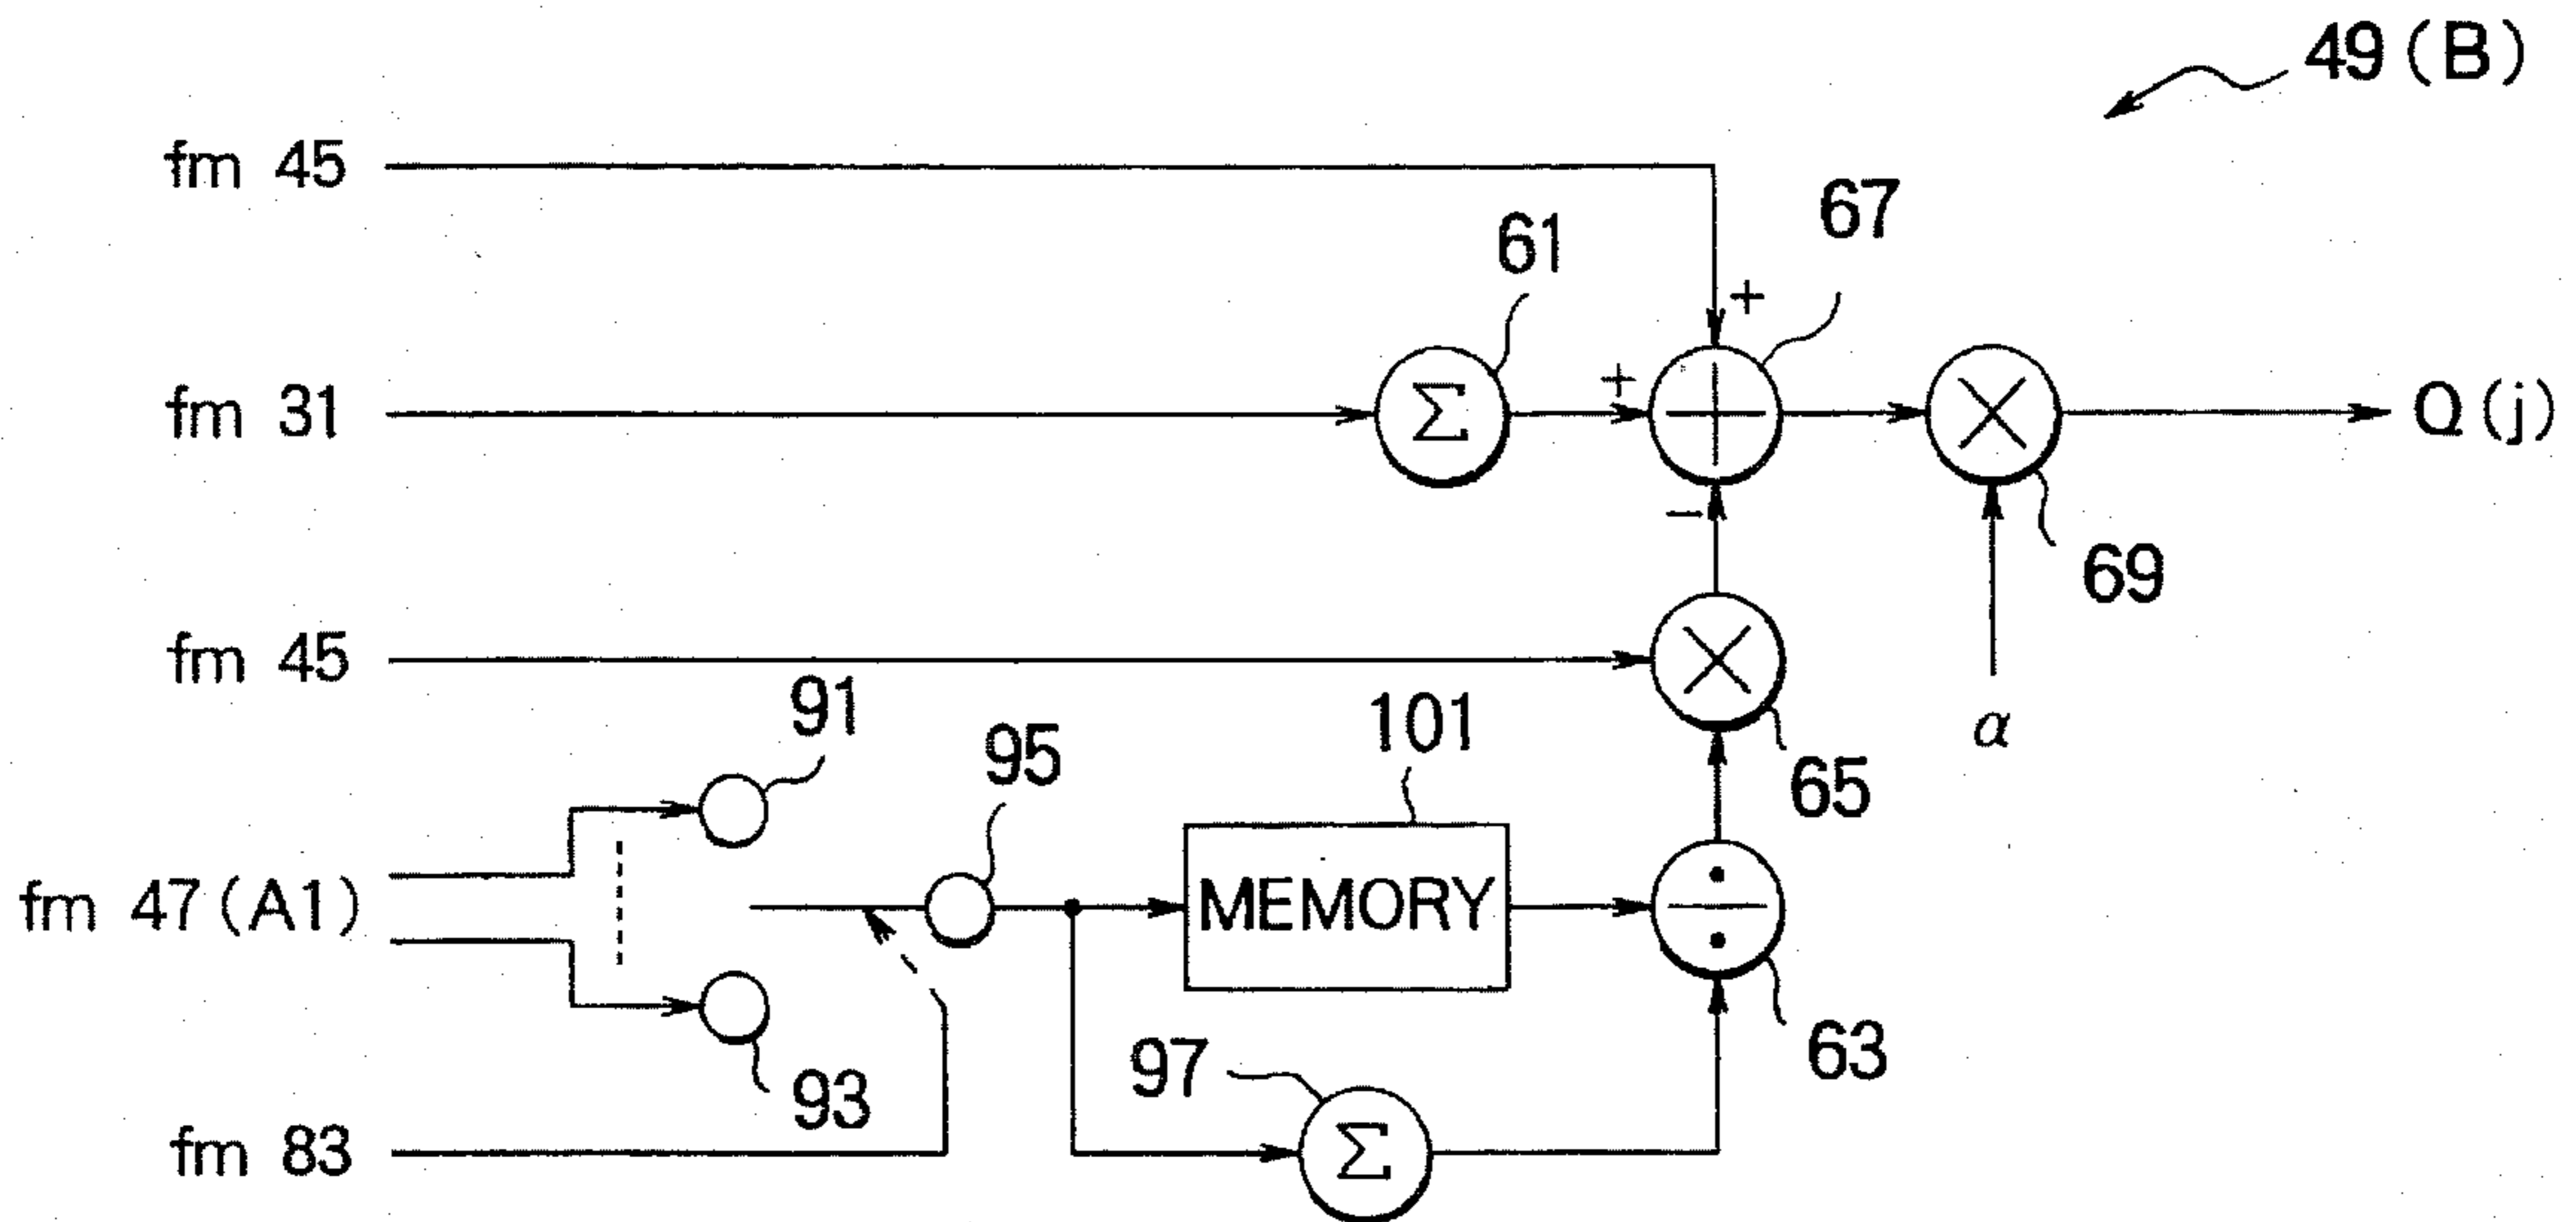 49 (B)
fm 45
67
61
+
+
fm 31
Σ
+
×
Q (j)
−
69
fm 45
×
91
101
α
95
65
MEMORY
÷
fm 47 (A1)
97
63
93
fm 83
Σ